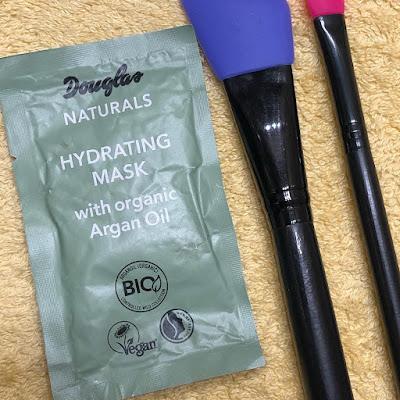 Douglas
NATURALS
HYDRATING
MASK
with organic
Argan Oil
BIO
Vegan